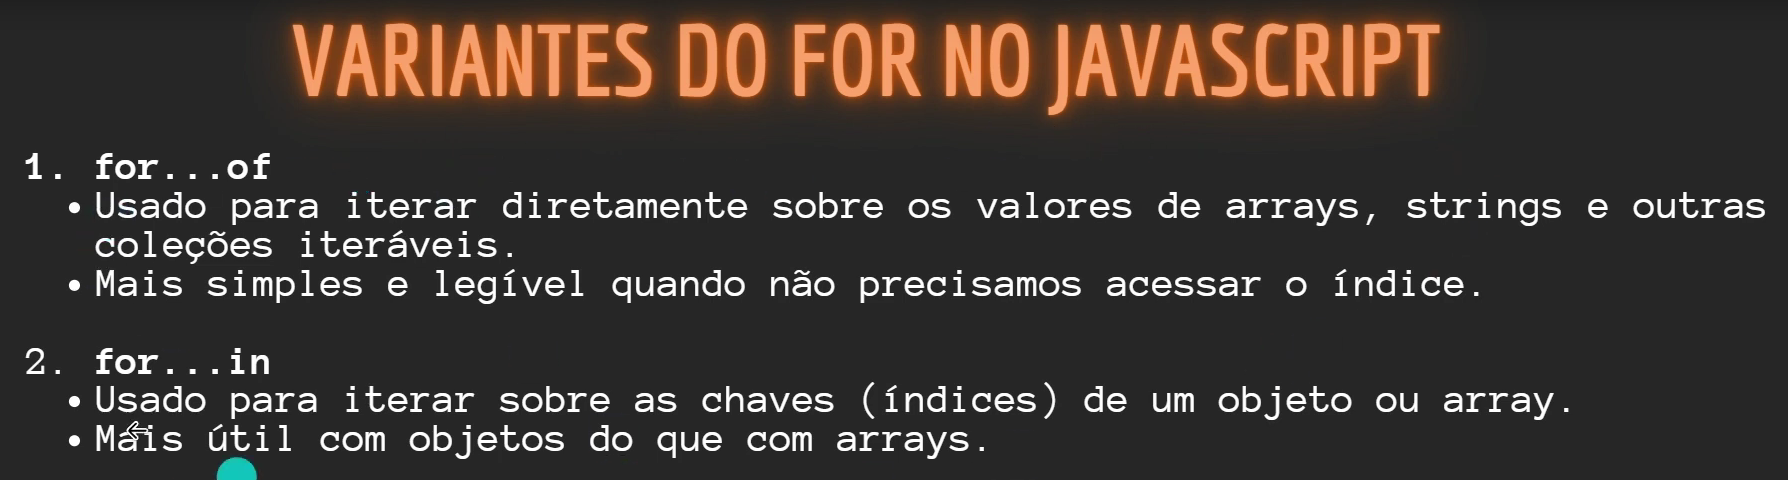 VARIANTES DO FOR NO JAVASCRIPT
1. for...of
• Usado para iterar diretamente sobre os valores de arrays, strings e outras
coleções iteráveis.
• Mais simples e legível quando não precisamos acessar o índice.
2. for...in
• Usado para iterar sobre as chaves (índices) de um objeto ou array.
• Mais útil com objetos do que com arrays.